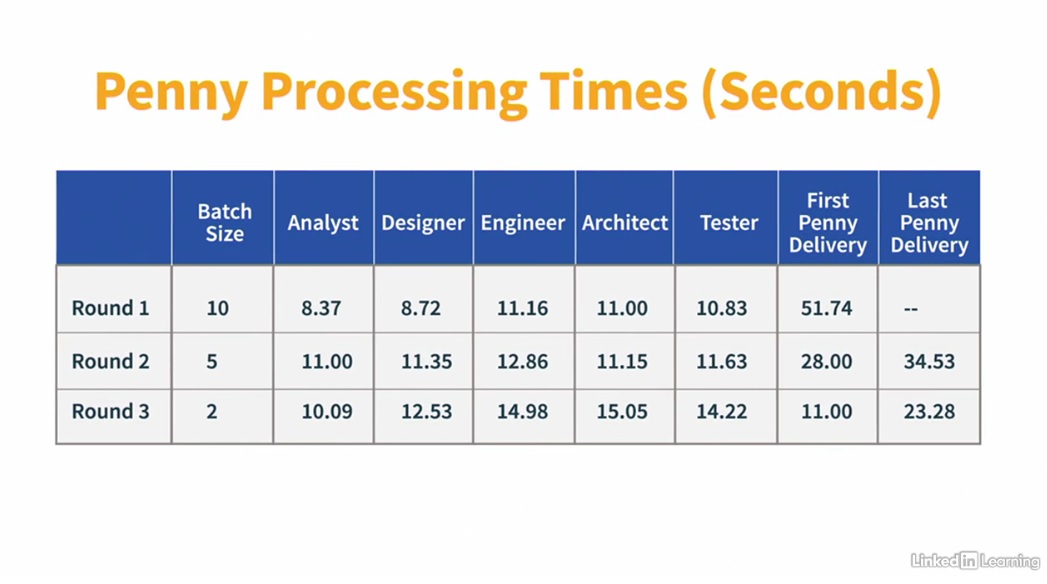 Penny Processing Times (Seconds)
Batch Size Analyst Designer Engineer Architect Tester First Penny Delivery Last Penny Delivery
Round 1 10 8.37 8.72 11.16 11.00 10.83 51.74 --
Round 2 5 11.00 11.35 12.86 11.15 11.63 28.00 34.53
Round 3 2 10.09 12.53 14.98 15.05 14.22 11.00 23.28
Linked in Learning